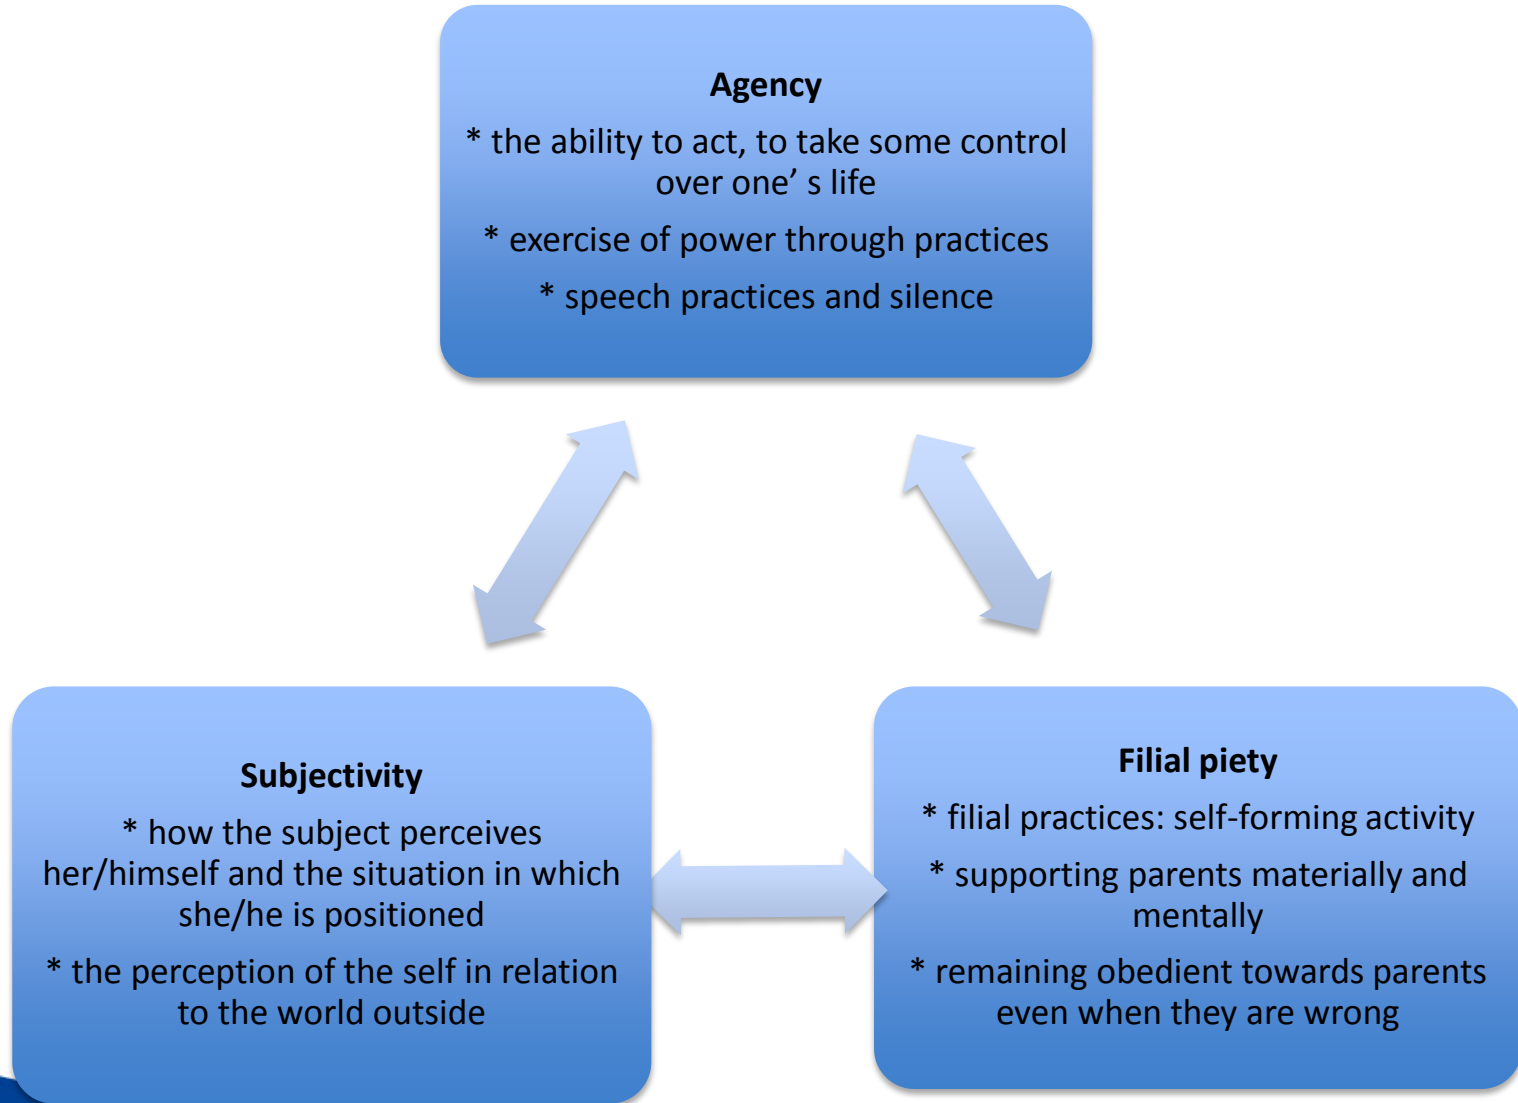 Agency
* the ability to act, to take some control
over one’ s life
* exercise of power through practices
* speech practices and silence
Subjectivity
* how the subject perceives
her/himself and the situation in which
she/he is positioned
* the perception of the self in relation
to the world outside
Filial piety
* filial practices: self-forming activity
* supporting parents materially and
mentally
* remaining obedient towards parents
even when they are wrong